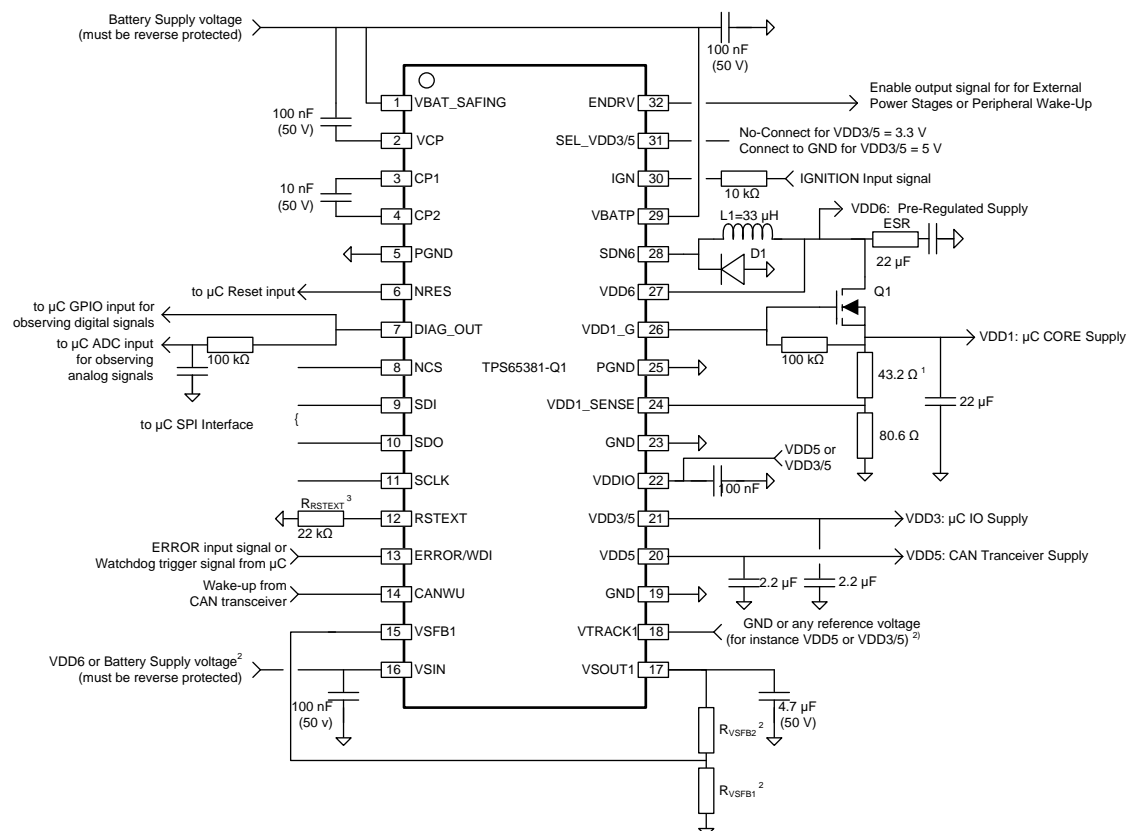 Battery Supply voltage
(must be reverse protected)
100 nF
(50 V)
100 nF
(50 V)
10 nF
(50 V)
1 VBAT_SAFING
2 VCP
3 CP1
4 CP2
5 PGND
6 NRES
7 DIAG_OUT
8 NCS
9 SDI
10 SDO
11 SCLK
12 RSTEXT
13 ERROR/WDI
14 CANWU
15 VSFB1
16 VSIN
TPS65381-Q1
ENDRV 32
SEL_VDD3/5 31
IGN 30
VBATP 29
SDN6 28
VDD6 27
VDD1_G 26
PGND 25
VDD1_SENSE 24
GND 23
VDDIO 22
VDD3/5 21
VDD5 20
GND 19
VTRACK1 18
VSOUT1 17
to µC Reset input
to µC GPIO input for
observing digital signals
to µC ADC input
for observing
analog signals
100 kΩ
to µC SPI Interface
{
RRSTEXT 3
22 kΩ
ERROR input signal or
Watchdog trigger signal from µC
Wake-up from
CAN transceiver
VDD6 or Battery Supply voltage2
(must be reverse protected)
100 nF
(50 v)
Enable output signal for for External
Power Stages or Peripheral Wake-Up
No-Connect for VDD3/5 = 3.3 V
Connect to GND for VDD3/5 = 5 V
IGNITION Input signal
10 kΩ
L1=33 µH
D1
VDD6: Pre-Regulated Supply
ESR
22 µF
Q1
100 kΩ
VDD1: µC CORE Supply
43.2 Ω 1
22 µF
80.6 Ω
VDD5 or
VDD3/5
100 nF
VDD3: µC IO Supply
VDD5: CAN Tranceiver Supply
2.2 µF
2.2 µF
GND or any reference voltage
(for instance VDD5 or VDD3/5) 2)
4.7 µF
(50 V)
RVSFB2 2
RVSFB1 2